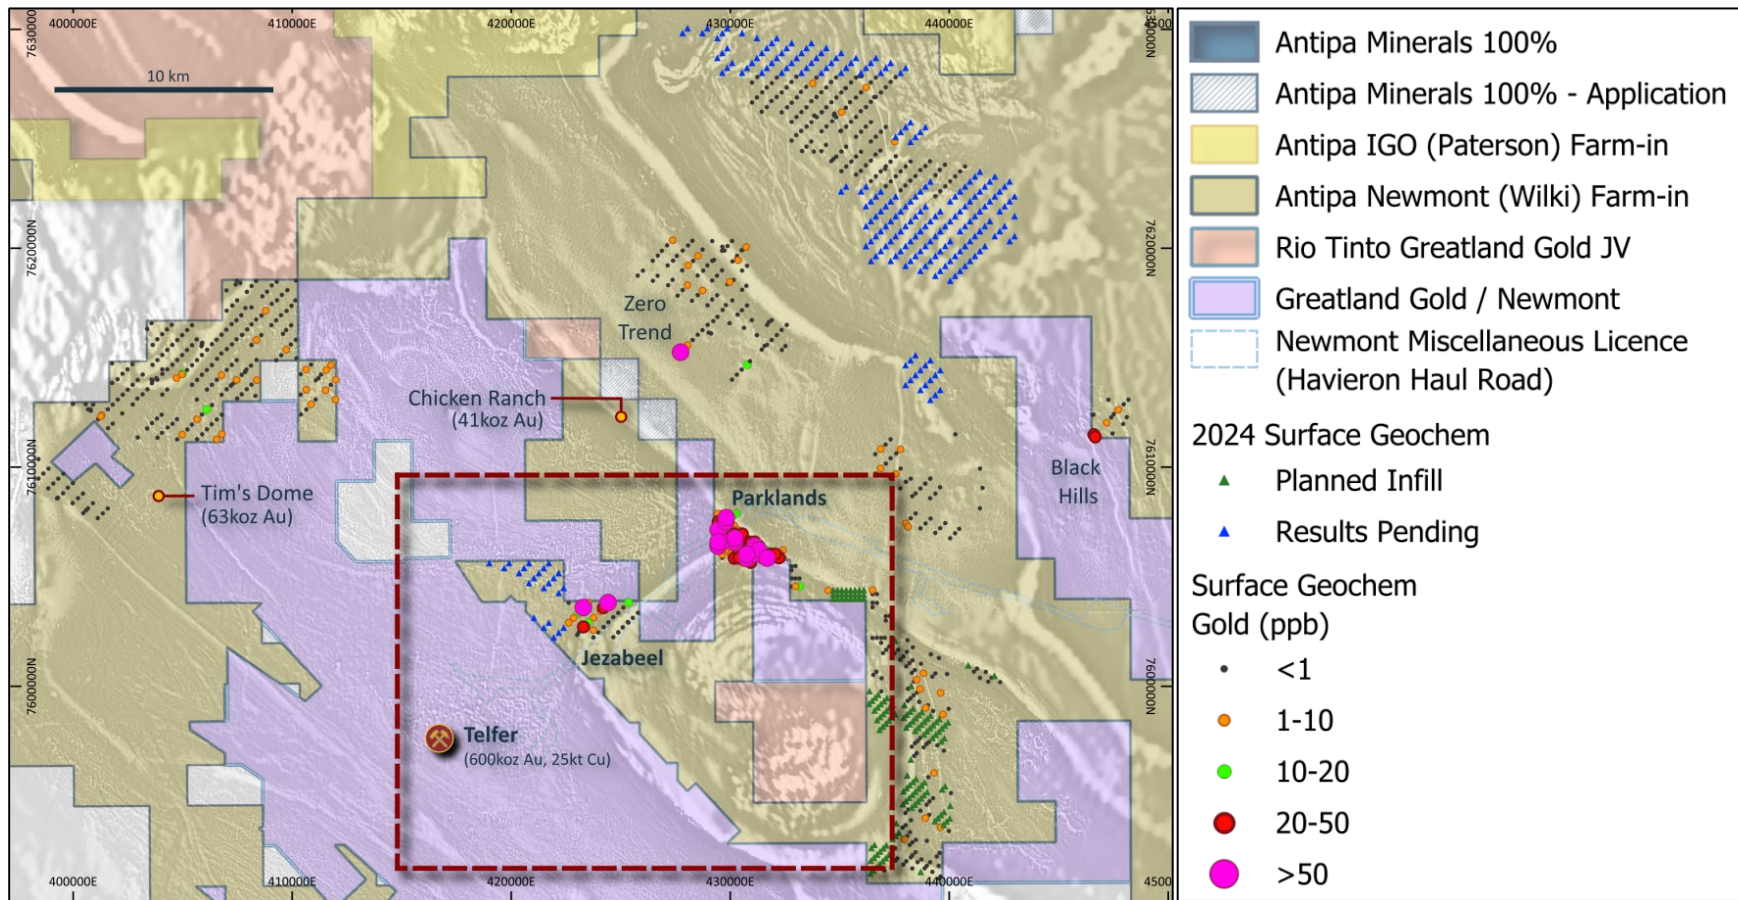 400000E
410000E
420000E
430000E
440000E
4500
7630000N
7630000N
10 km
7620000N
7620000N
Zero
Trend
Chicken Ranch
(41koz Au)
7610000N
7610000N
Tim's Dome
(63koz Au)
Black
Hills
Parklands
Jezabeel
7600000N
7600000N
Telfer
(600koz Au, 25kt Cu)
400000E
410000E
420000E
430000E
440000E
4500
Antipa Minerals 100%
Antipa Minerals 100% - Application
Antipa IGO (Paterson) Farm-in
Antipa Newmont (Wilki) Farm-in
Rio Tinto Greatland Gold JV
Greatland Gold / Newmont
Newmont Miscellaneous Licence
(Havieron Haul Road)
2024 Surface Geochem
Planned Infill
Results Pending
Surface Geochem
Gold (ppb)
<1
1-10
10-20
20-50
>50